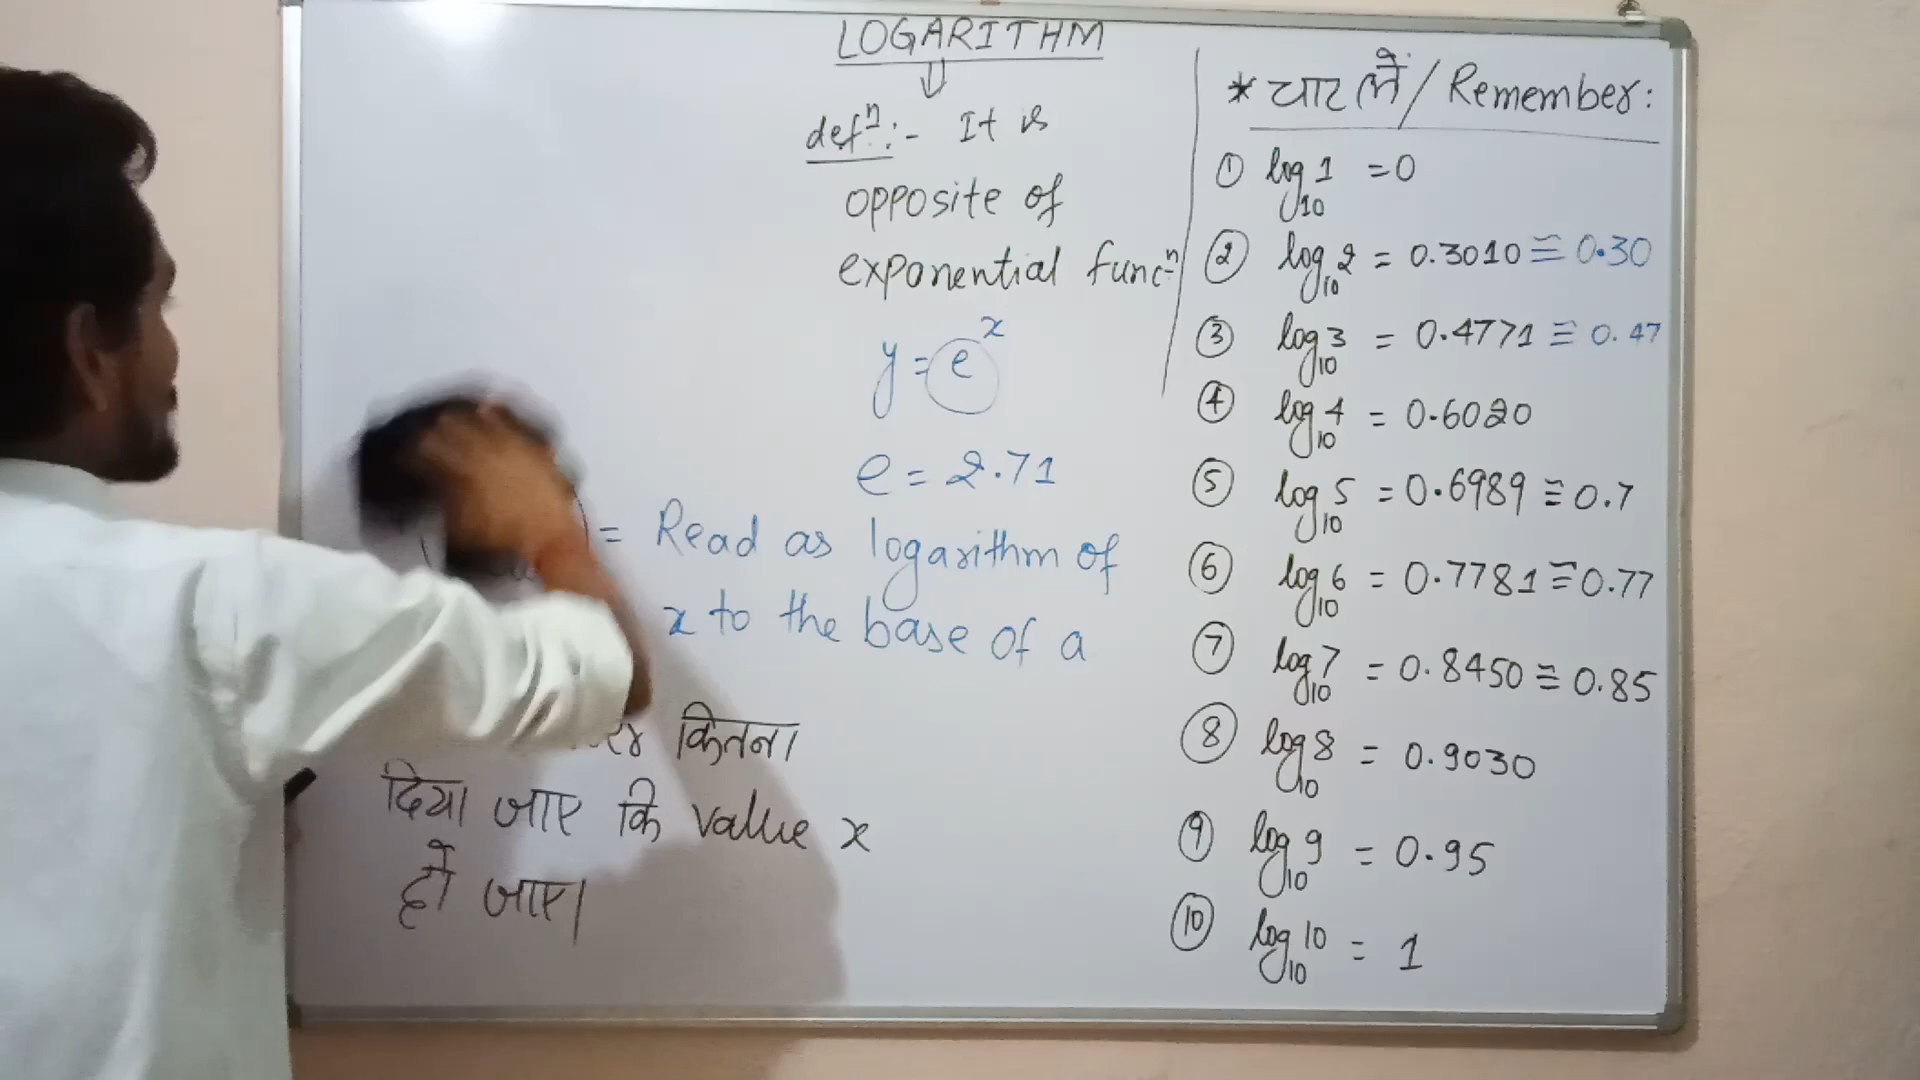 LOGARITHM
⇓
defⁿ:- It is
opposite of
exponential funcⁿ
y = e^x
e = 2.71
= Read as logarithm of
x to the base of a
कितना
दिया जाए कि value x
हो जाए।
* चाट लें / Remember:
① log₁₀ 1 = 0
② log₁₀ 2 = 0.3010 ≅ 0.30
③ log₁₀ 3 = 0.4771 ≅ 0.47
④ log₁₀ 4 = 0.6020
⑤ log₁₀ 5 = 0.6989 ≅ 0.7
⑥ log₁₀ 6 = 0.7781 ≅ 0.77
⑦ log₁₀ 7 = 0.8450 ≅ 0.85
⑧ log₁₀ 8 = 0.9030
⑨ log₁₀ 9 = 0.95
⑩ log₁₀ 10 = 1